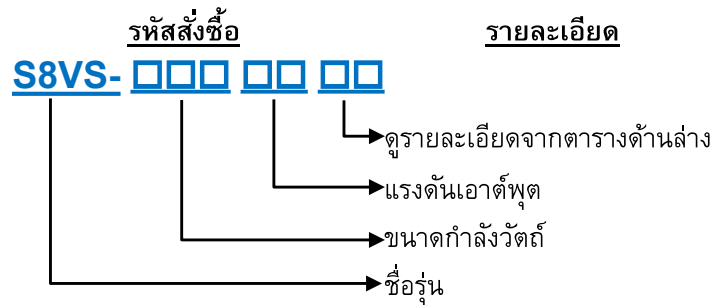 รหัสสั่งซื้อ รายละเอียด
S8VS- □□□ □□ □□
ดูรายละเอียดจากตารางด้านล่าง
แรงดันเอาต์พุต
ขนาดกำลังวัตถ์
ชื่อรุ่น